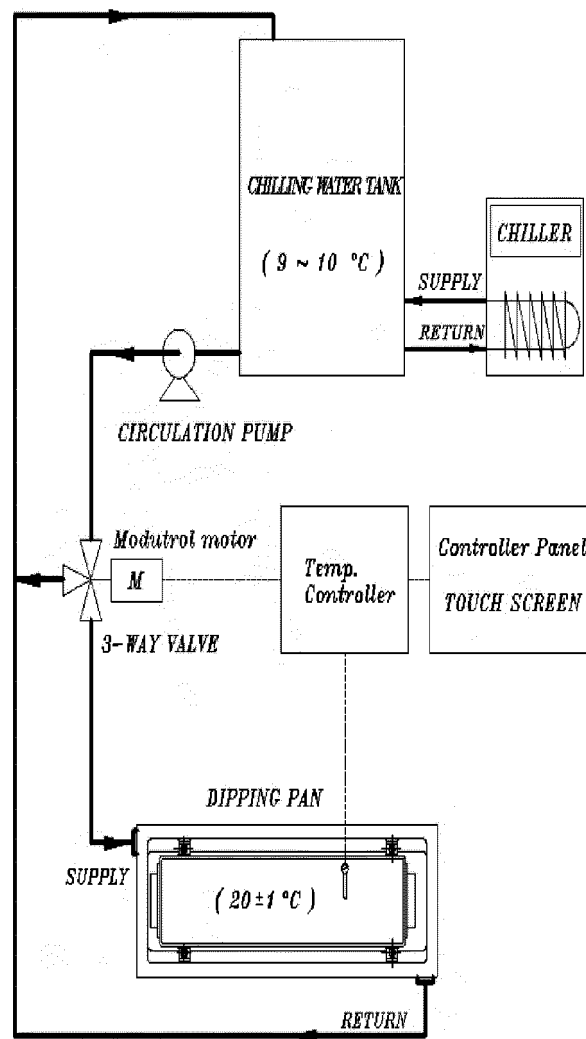 CHILLING WATER TANK
( 9 ~ 10 °C )
CHILLER
SUPPLY
RETURN
CIRCULATION PUMP
Modutrol motor
M
3-WAY VALVE
Temp.
Controller
Controller Panel
TOUCH SCREEN
DIPPING PAN
SUPPLY
( 20±1 °C )
RETURN